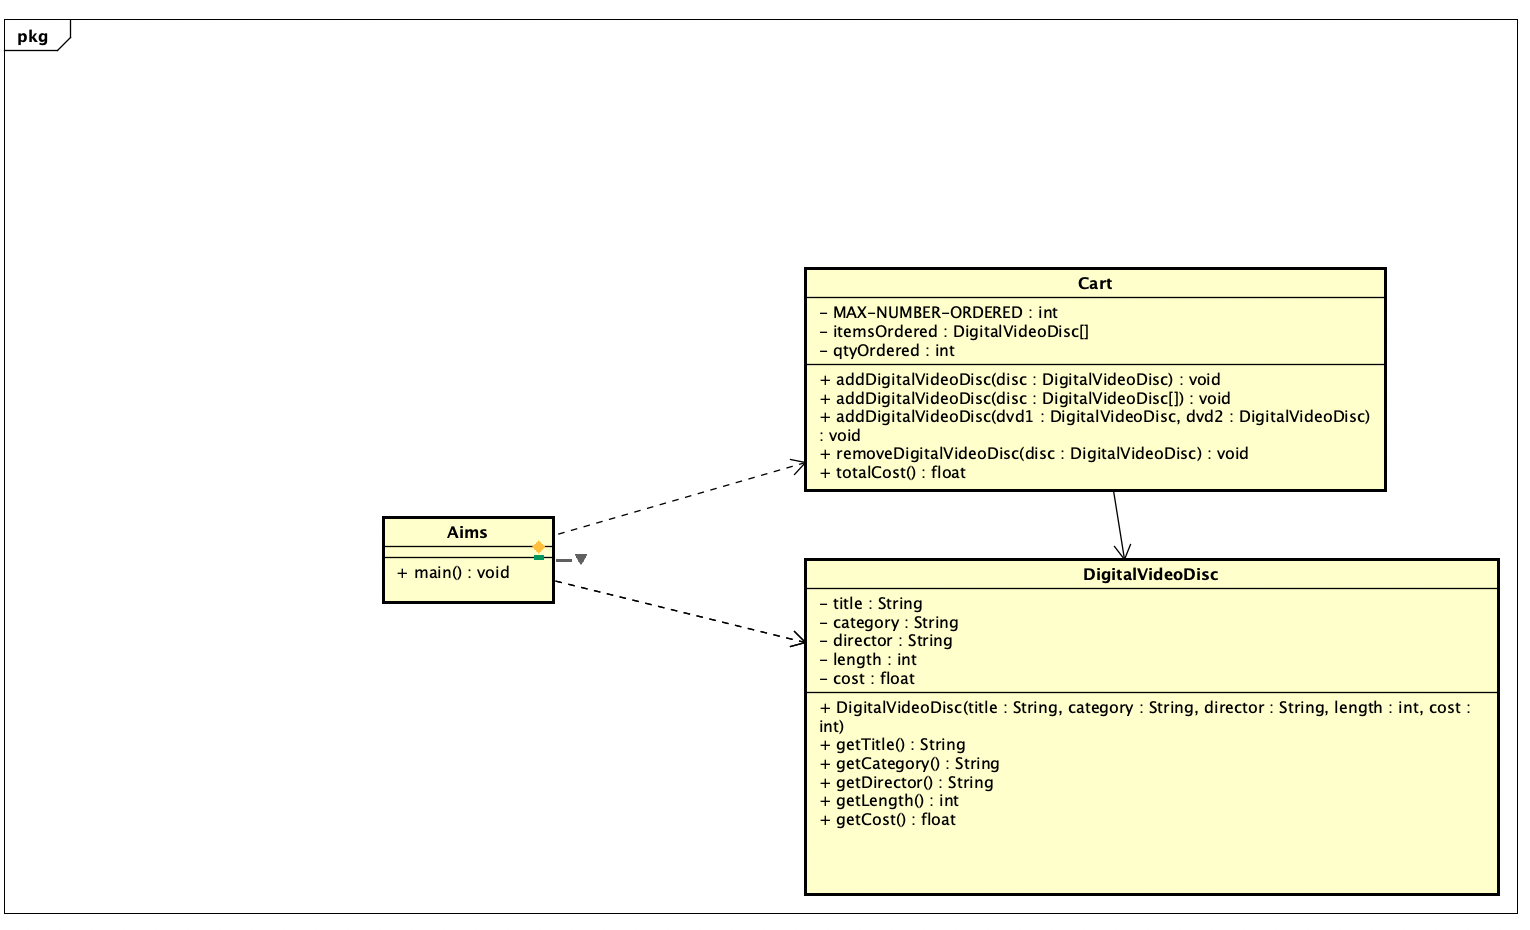 pkg
Cart
- MAX-NUMBER-ORDERED : int
- itemsOrdered : DigitalVideoDisc[]
- qtyOrdered : int
+ addDigitalVideoDisc(disc : DigitalVideoDisc) : void
+ addDigitalVideoDisc(disc : DigitalVideoDisc[]) : void
+ addDigitalVideoDisc(dvd1 : DigitalVideoDisc, dvd2 : DigitalVideoDisc)
: void
+ removeDigitalVideoDisc(disc : DigitalVideoDisc) : void
+ totalCost() : float
Aims
+ main() : void
DigitalVideoDisc
- title : String
- category : String
- director : String
- length : int
- cost : float
+ DigitalVideoDisc(title : String, category : String, director : String, length : int, cost :
int)
+ getTitle() : String
+ getCategory() : String
+ getDirector() : String
+ getLength() : int
+ getCost() : float